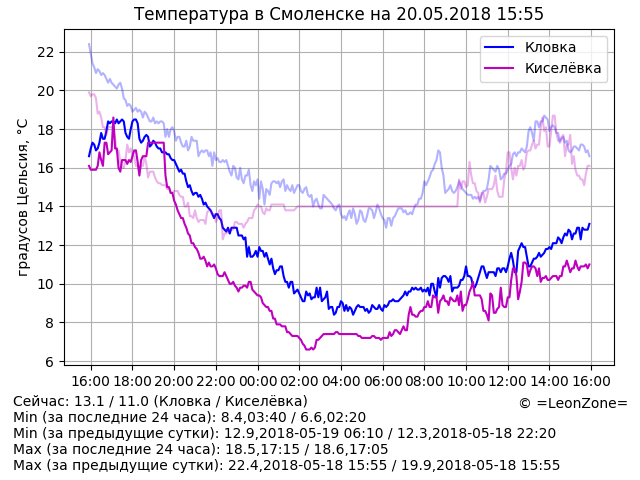 Температура в Смоленске на 20.05.2018 15:55
Кловка
Киселёвка
градусов Цельсия, °C
22
20
18
16
14
12
10
8
6
16:00 18:00 20:00 22:00 00:00 02:00 04:00 06:00 08:00 10:00 12:00 14:00 16:00
Сейчас: 13.1 / 11.0 (Кловка / Киселёвка)
© =LeonZone=
Min (за последние 24 часа): 8.4,03:40 / 6.6,02:20
Min (за предыдущие сутки): 12.9,2018-05-19 06:10 / 12.3,2018-05-18 22:20
Max (за последние 24 часа): 18.5,17:15 / 18.6,17:05
Max (за предыдущие сутки): 22.4,2018-05-18 15:55 / 19.9,2018-05-18 15:55